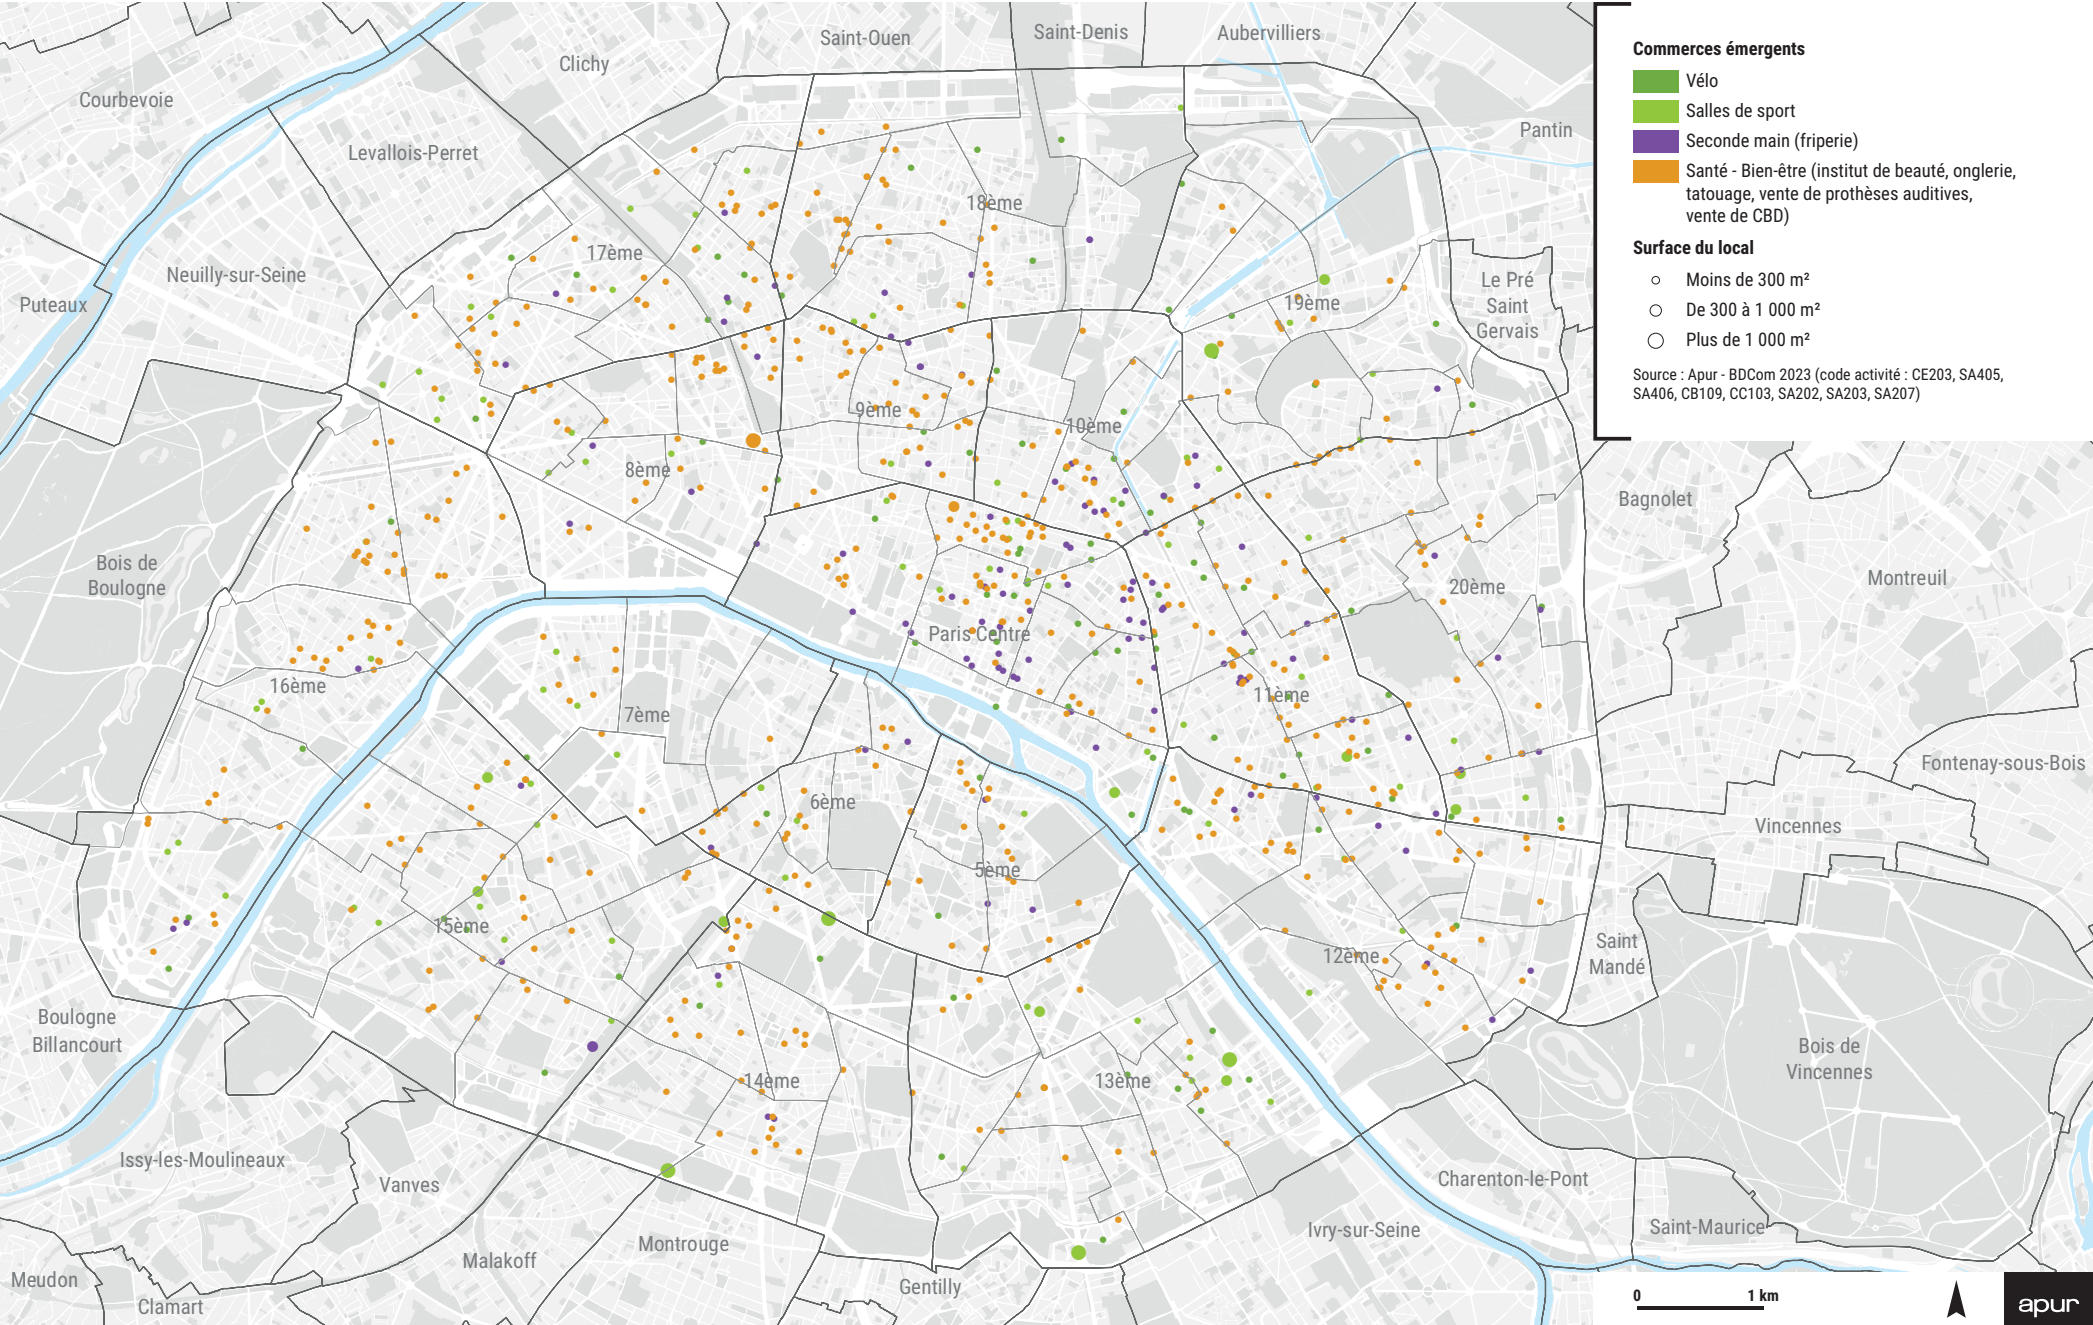 Saint-Ouen
Saint-Denis
Aubervilliers
Clichy
Courbevoie
Pantin
Levallois-Perret
18ème
17ème
Neuilly-sur-Seine
Puteaux
19ème
Le Pré
Saint
Gervais
9ème
10ème
8ème
Bagnolet
Bois de
Boulogne
20ème
Montreuil
Paris Centre
16ème
11ème
7ème
Fontenay-sous-Bois
6ème
Vincennes
5ème
15ème
12ème
Saint
Mandé
Boulogne
Billancourt
Bois de
Vincennes
14ème
13ème
Issy-les-Moulineaux
Vanves
Charenton-le-Pont
Saint-Maurice
Ivry-sur-Seine
Montrouge
Malakoff
Gentilly
Meudon
Clamart
Commerces émergents
Vélo
Salles de sport
Seconde main (friperie)
Santé - Bien-être (institut de beauté, onglerie,
tatouage, vente de prothèses auditives,
vente de CBD)
Surface du local
Moins de 300 m²
De 300 à 1 000 m²
Plus de 1 000 m²
Source : Apur - BDCom 2023 (code activité : CE203, SA405,
SA406, CB109, CC103, SA202, SA203, SA207)
0 1 km
apur